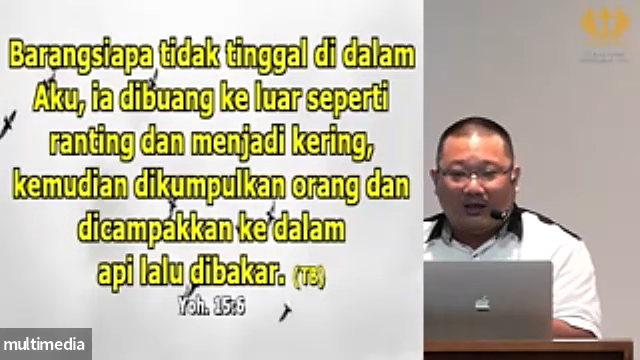 Barangsiapa tidak tinggal di dalam
Aku, ia dibuang ke luar seperti
ranting dan menjadi kering,
kemudian dikumpulkan orang dan
dicampakkan ke dalam
api lalu dibakar. (TB)
Yoh. 15:6
multimedia